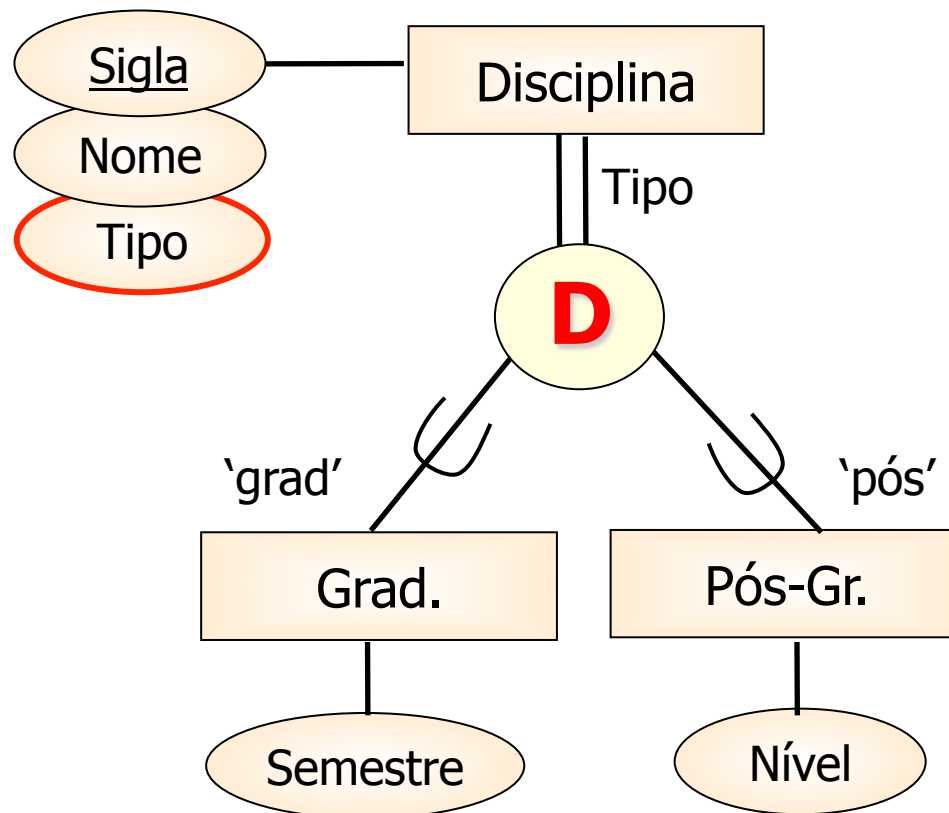 Sigla
Disciplina
Nome
Tipo
Tipo
D
‘grad’
‘pós’
Grad.
Pós-Gr.
Semestre
Nível